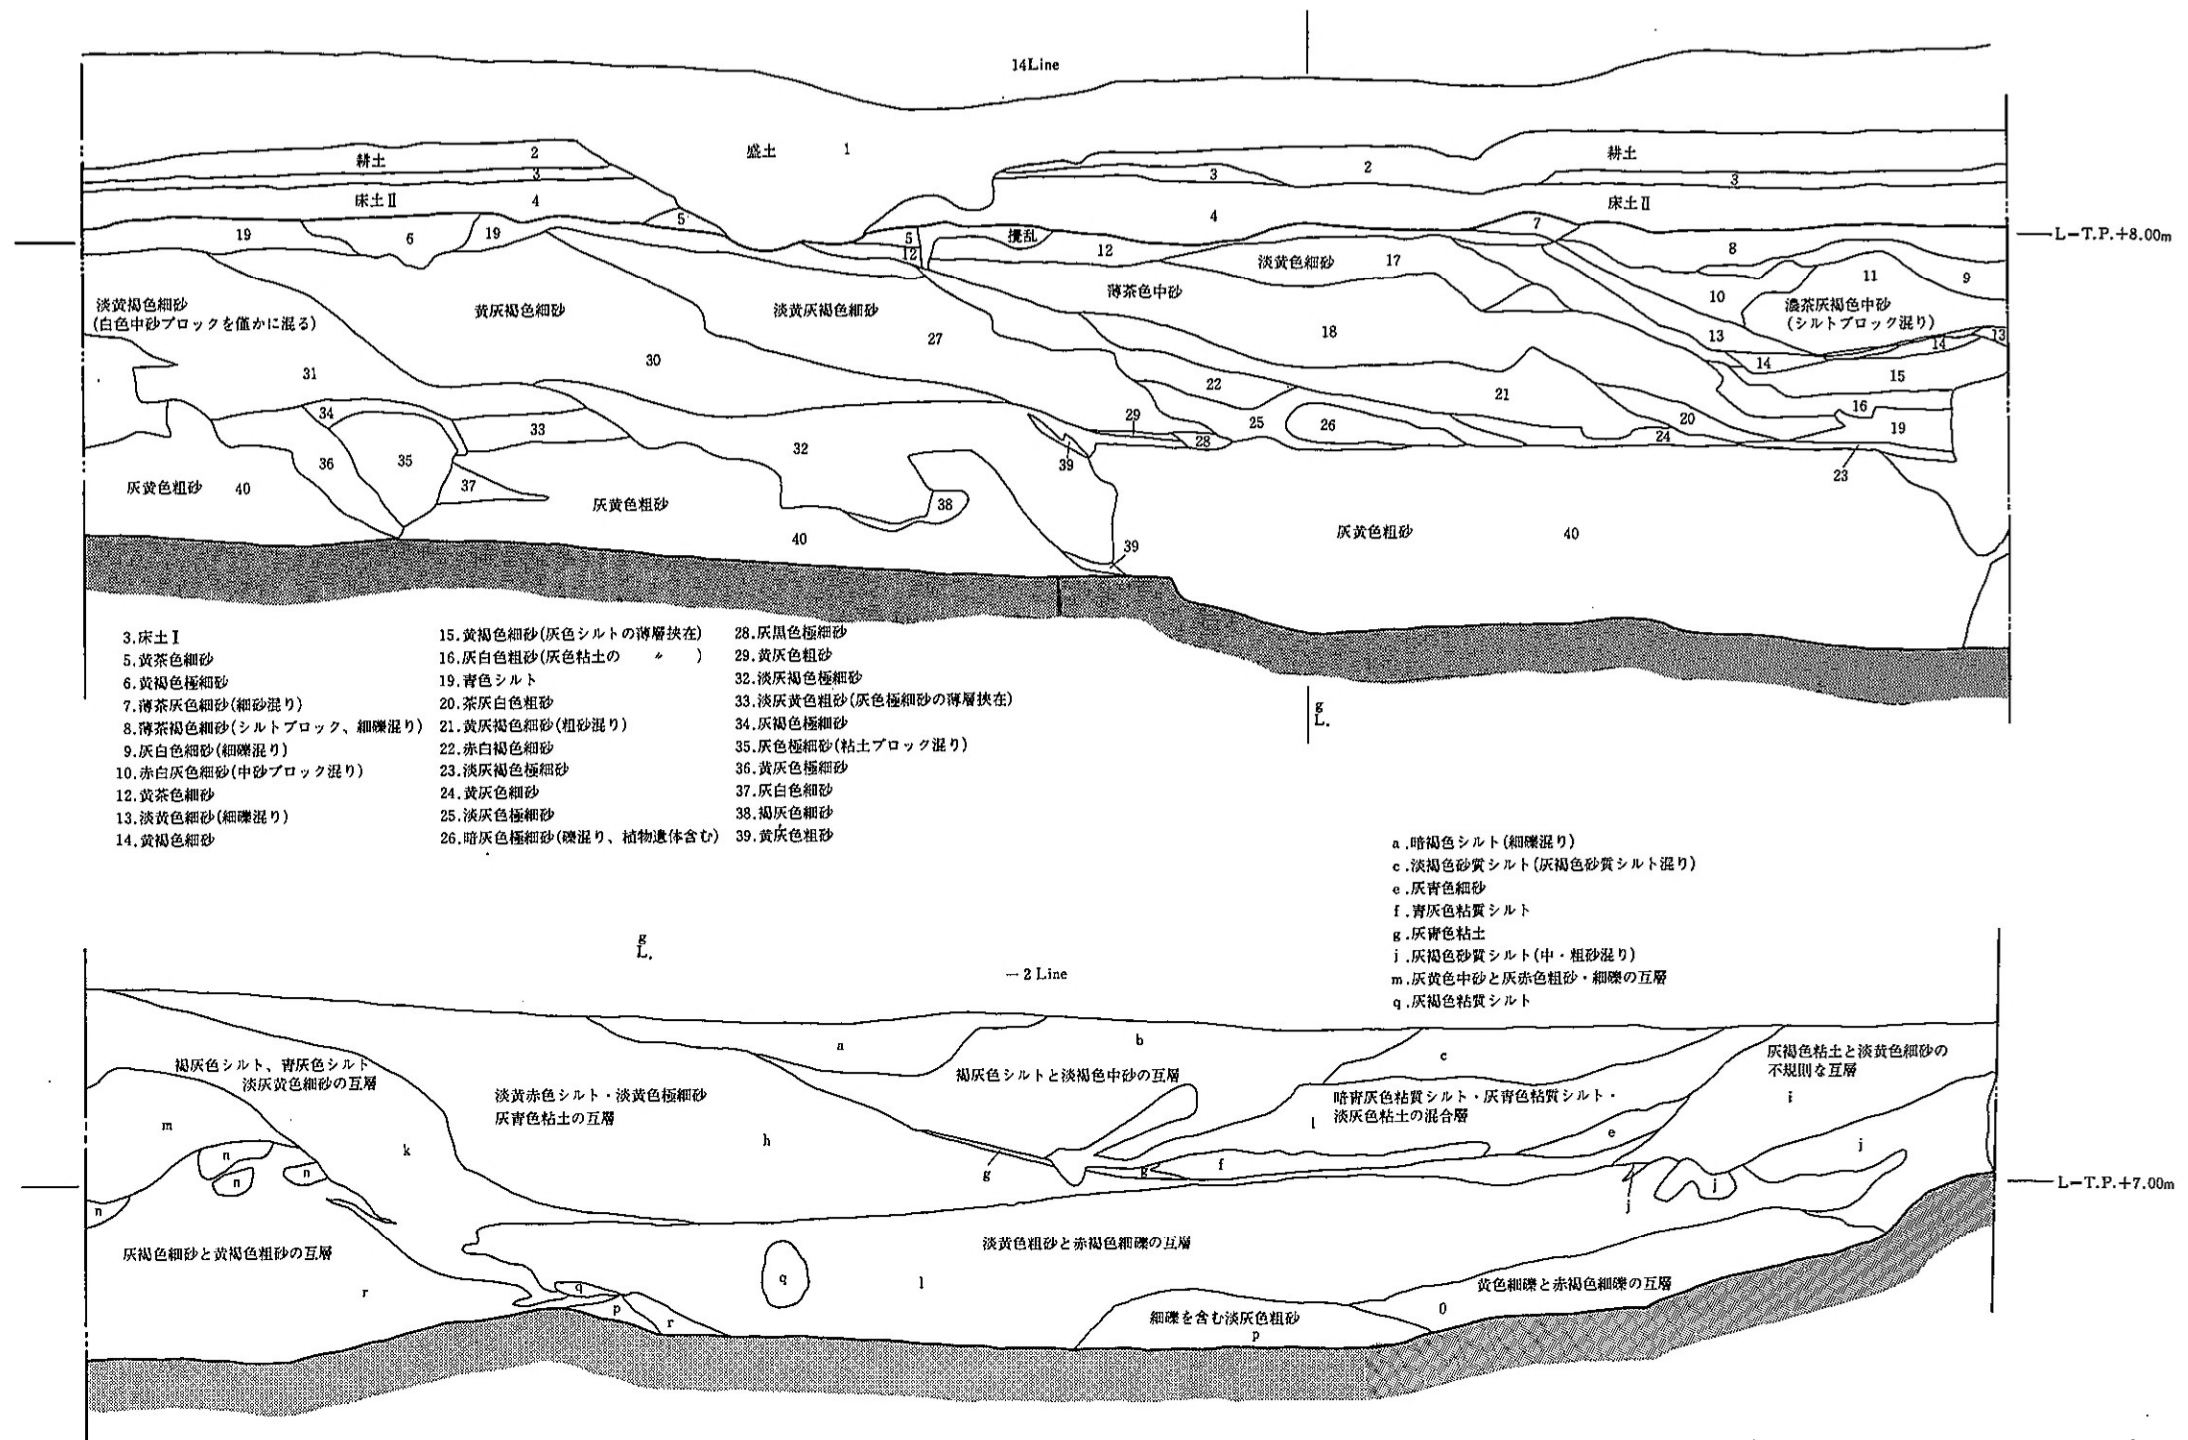 14Line
盛土 1
耕土 2
3
床土Ⅱ 4
5
19
6
19
5
12
攪乱
12
3
2
耕土
3
4
床土Ⅱ
7
8
L=T.P.+8.00m
淡黄色細砂 17
薄茶色中砂
18
10
11
9
濃茶灰褐色中砂
(シルトブロック混り)
13
13
14
14
15
16
19
淡黄褐色細砂
(白色中砂ブロックを僅かに混る)
31
黄灰褐色細砂
30
淡黄灰褐色細砂
27
22
21
20
24
23
25
26
28
29
39
34
33
32
36
35
37
38
39
灰黄色粗砂 40
灰黄色粗砂
40
灰黄色粗砂 40
3.床土Ⅰ
5.黄茶色細砂
6.黄褐色極細砂
7.薄茶灰色細砂(細砂混り)
8.薄茶褐色細砂(シルトブロック、細礫混り)
9.灰白色細砂(細礫混り)
10.赤白灰色細砂(中砂ブロック混り)
12.黄茶色細砂
13.淡黄色細砂(細礫混り)
14.黄褐色細砂
15.黄褐色細砂(灰色シルトの薄層挟在)
16.灰白色粗砂(灰色粘土の 〃 )
19.青色シルト
20.茶灰白色粗砂
21.黄灰褐色細砂(粗砂混り)
22.赤白褐色細砂
23.淡灰褐色極細砂
24.黄灰色細砂
25.淡灰色極細砂
26.暗灰色極細砂(礫混り、植物遺体含む)
28.灰黒色極細砂
29.黄灰色粗砂
32.淡灰褐色極細砂
33.淡灰黄色粗砂(灰色極細砂の薄層挟在)
34.灰褐色極細砂
35.灰色極細砂(粘土ブロック混り)
36.黄灰色極細砂
37.灰白色細砂
38.褐灰色細砂
39.黄灰色粗砂
g
L.
a.暗褐色シルト(細礫混り)
c.淡褐色砂質シルト(灰褐色砂質シルト混り)
e.灰青色細砂
f.青灰色粘質シルト
g.灰青色粘土
j.灰褐色砂質シルト(中・粗砂混り)
m.灰黄色中砂と灰赤色粗砂・細礫の互層
q.灰褐色粘質シルト
g
L.
-2 Line
a
b
c
褐灰色シルト、青灰色シルト
淡灰黄色細砂の互層
k
m
n
n
n
n
淡黄赤色シルト・淡黄色極細砂
灰青色粘土の互層
h
褐灰色シルトと淡褐色中砂の互層
暗青灰色粘質シルト・灰青色粘質シルト・
淡灰色粘土の混合層
l
灰褐色粘土と淡黄色細砂の
不規則な互層
i
e
f
g
g
j
j
j
L=T.P.+7.00m
灰褐色細砂と黄褐色粗砂の互層
r
淡黄色粗砂と赤褐色細礫の互層
l
q
q
p
r
細礫を含む淡灰色粗砂
p
黄色細礫と赤褐色細礫の互層
o